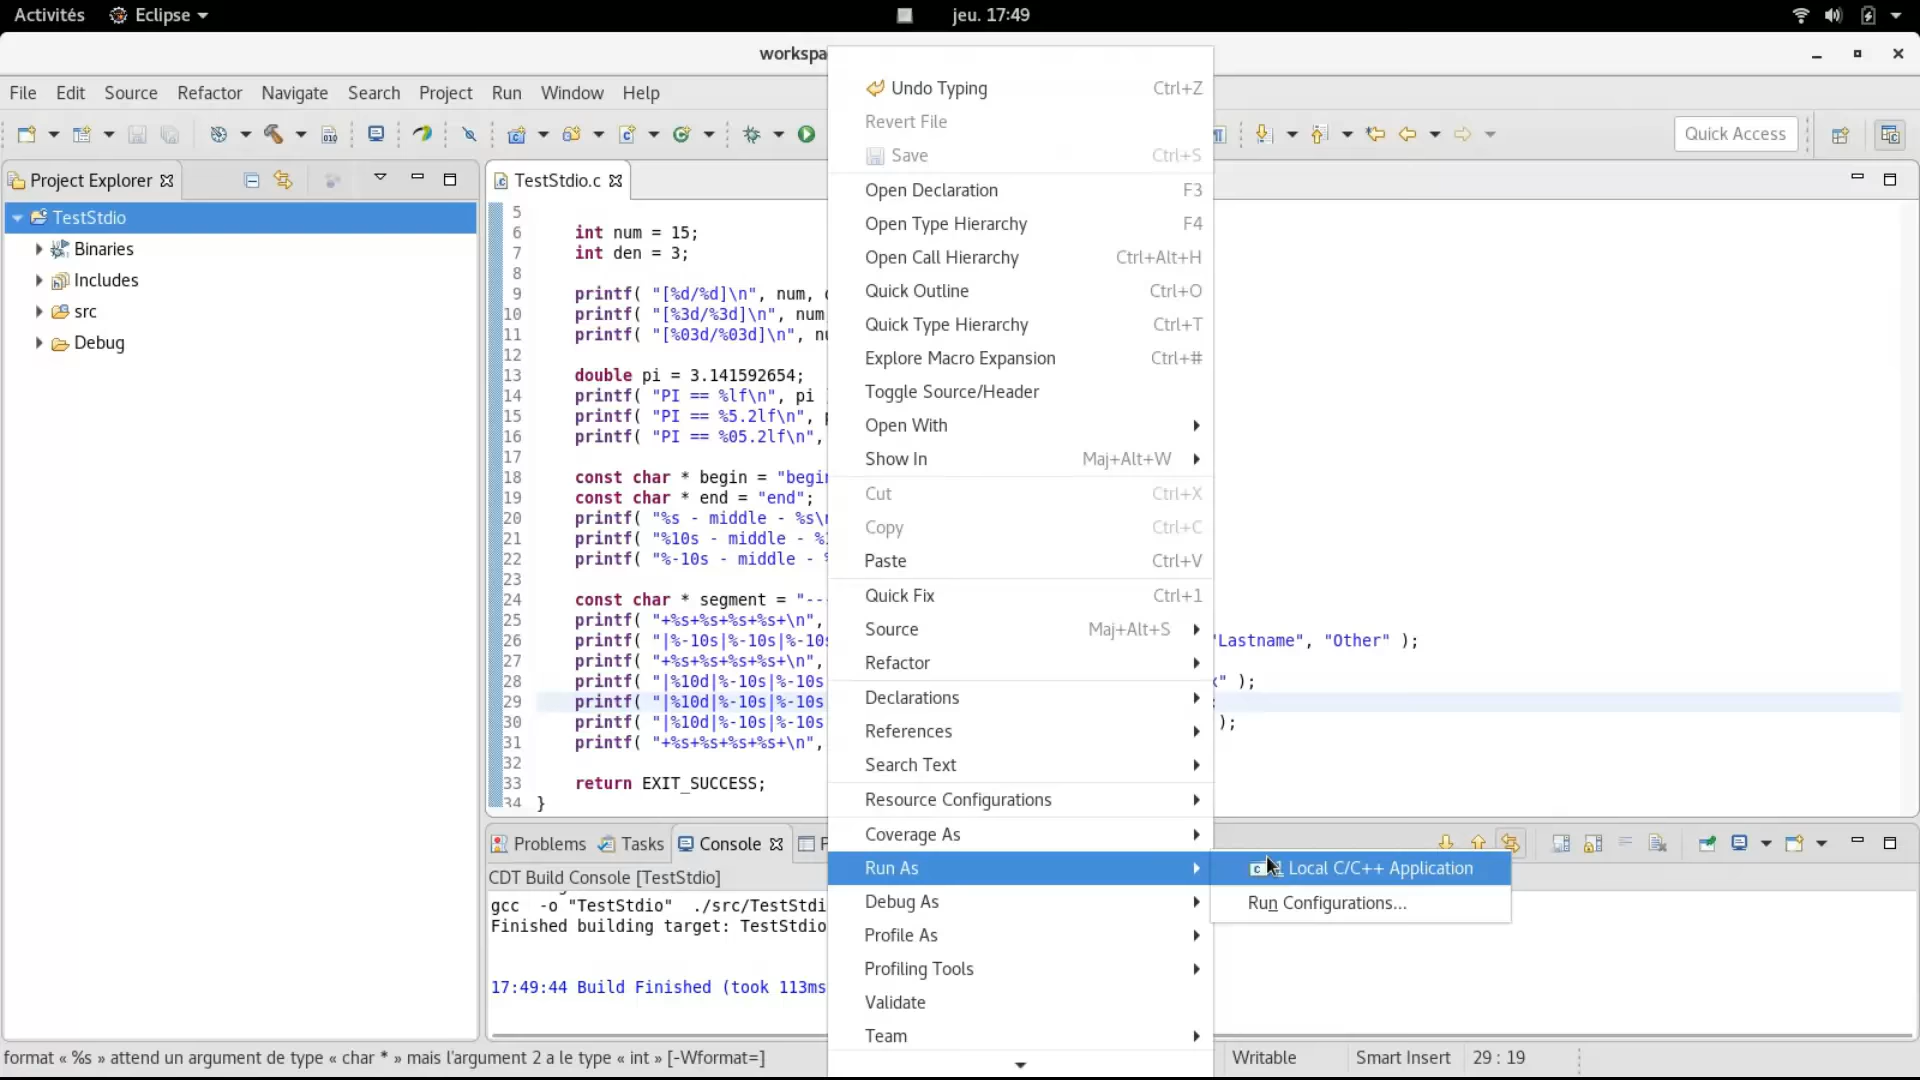 Activités
Eclipse
jeu. 17:49
workspa
File Edit Source Refactor Navigate Search Project Run Window Help
Quick Access
Project Explorer
TestStdio.c
TestStdio
Binaries
Includes
src
Debug
5
6 int num = 15;
7 int den = 3;
8
9 printf( "[%d/%d]\n", num,
10 printf( "[%3d/%3d]\n", num
11 printf( "[%03d/%03d]\n",
12
13 double pi = 3.141592654;
14 printf( "PI == %lf\n", pi
15 printf( "PI == %5.2lf\n",
16 printf( "PI == %05.2lf\n",
17
18 const char * begin = "begi
19 const char * end = "end";
20 printf( "%s - middle - %s\
21 printf( "%10s - middle - %
22 printf( "%-10s - middle -
23
24 const char * segment = "--
25 printf( "+%s+%s+%s+%s+\n",
26 printf( "|%-10s|%-10s|%-10s Lastname", "Other" );
27 printf( "+%s+%s+%s+%s+\n",
28 printf( "|%10d|%-10s|%-10s " );
29 printf( "|%10d|%-10s|%-10s
30 printf( "|%10d|%-10s|%-10s );
31 printf( "+%s+%s+%s+%s+\n",
32
33 return EXIT_SUCCESS;
34 }
Undo Typing Ctrl+Z
Revert File
Save Ctrl+S
Open Declaration F3
Open Type Hierarchy F4
Open Call Hierarchy Ctrl+Alt+H
Quick Outline Ctrl+O
Quick Type Hierarchy Ctrl+T
Explore Macro Expansion Ctrl+#
Toggle Source/Header
Open With
Show In Maj+Alt+W
Cut Ctrl+X
Copy Ctrl+C
Paste Ctrl+V
Quick Fix Ctrl+1
Source Maj+Alt+S
Refactor
Declarations
References
Search Text
Resource Configurations
Coverage As
Run As
Debug As
Profile As
Profiling Tools
Validate
Team
Local C/C++ Application
Run Configurations...
Problems Tasks Console P
CDT Build Console [TestStdio]
gcc -o "TestStdio" ./src/TestStdi
Finished building target: TestStdio
17:49:44 Build Finished (took 113ms
format « %s » attend un argument de type « char * » mais l'argument 2 a le type « int » [-Wformat=]
Writable Smart Insert 29 : 19